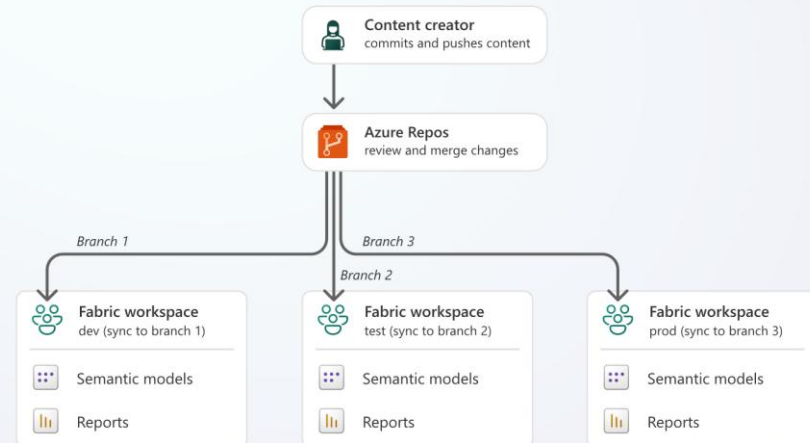 Content creator
commits and pushes content
Azure Repos
review and merge changes
Branch 1
Branch 3
Branch 2
Fabric workspace
dev (sync to branch 1)
Semantic models
Reports
Fabric workspace
test (sync to branch 2)
Semantic models
Reports
Fabric workspace
prod (sync to branch 3)
Semantic models
Reports